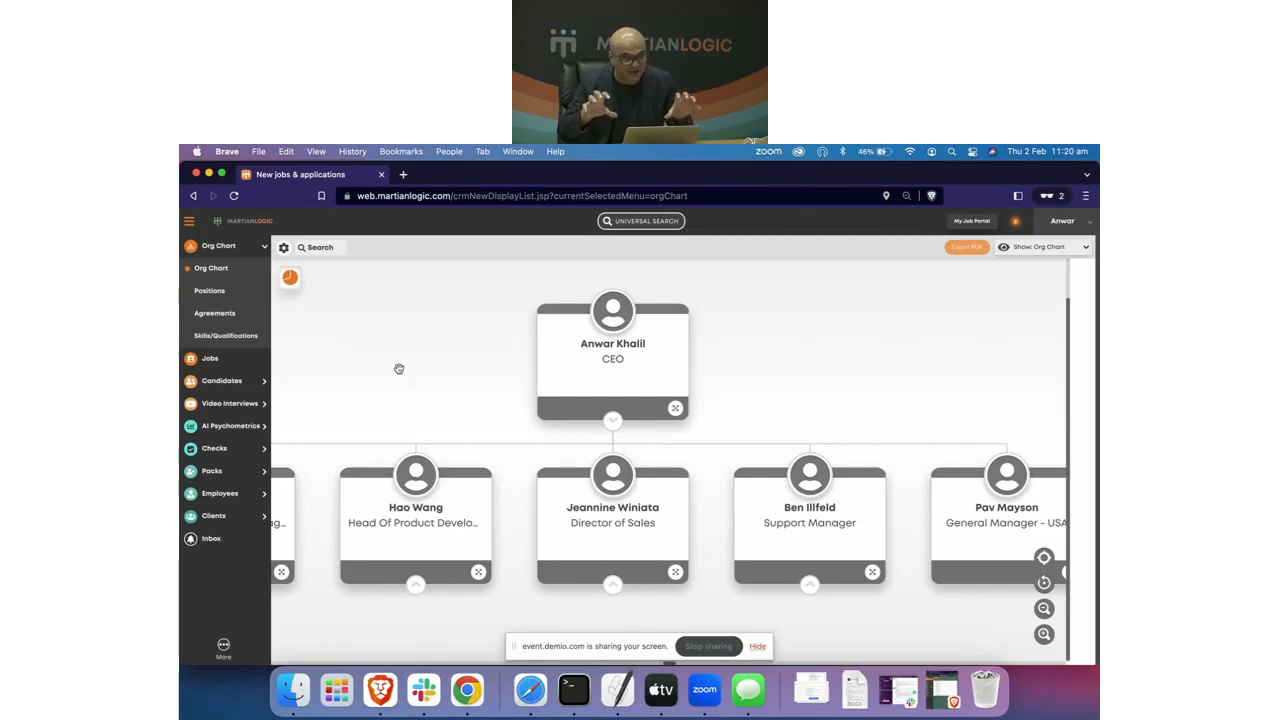 MARTIANLOGIC
Brave File Edit View History Bookmarks People Tab Window Help zoom 46% Thu 2 Feb 11:20 am
New jobs & applications
web.martianlogic.com/crmNewDisplayList.jsp?currentSelectedMenu=orgChart 2
MARTIANLOGIC UNIVERSAL SEARCH My Job Portal Anwar
Org Chart Search Export PDF Show: Org Chart
Org Chart
Positions
Agreements
Skills/Qualifications
Jobs
Candidates
Video Interviews
AI Psychometrics
Checks
Packs
Employees
Clients
Inbox
More
Anwar Khalil
CEO
ag...
Hao Wang
Head Of Product Develo...
Jeannine Winiata
Director of Sales
Ben Illfeld
Support Manager
Pav Mayson
General Manager - USA
event.demio.com is sharing your screen. Stop sharing Hide
tv zoom
DOCX